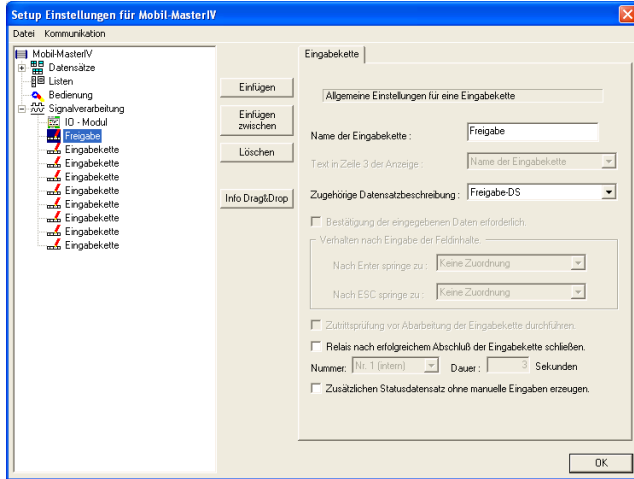 Setup Einstellungen für Mobil-MasterIV
Datei Kommunikation
Mobil-MasterIV
Datensätze
Listen
Bedienung
Signalverarbeitung
IO - Modul
Freigabe
Eingabekette
Eingabekette
Eingabekette
Eingabekette
Eingabekette
Eingabekette
Eingabekette
Eingabekette
Einfügen
Einfügen
zwischen
Löschen
Info Drag&Drop
Eingabekette
Allgemeine Einstellungen für eine Eingabekette
Name der Eingabekette : Freigabe
Text in Zeile 3 der Anzeige : Name der Eingabekette
Zugehörige Datensatzbeschreibung : Freigabe-DS
Bestätigung der eingegebenen Daten erforderlich.
Verhalten nach Eingabe der Feldinhalte.
Nach Enter springe zu : Keine Zuordnung
Nach ESC springe zu : Keine Zuordnung
Zutrittsprüfung vor Abarbeitung der Eingabekette durchführen.
Relais nach erfolgreichem Abschluß der Eingabekette schließen.
Nummer: Nr. 1 (intern) Dauer : 3 Sekunden
Zusätzlichen Statusdatensatz ohne manuelle Eingaben erzeugen.
OK